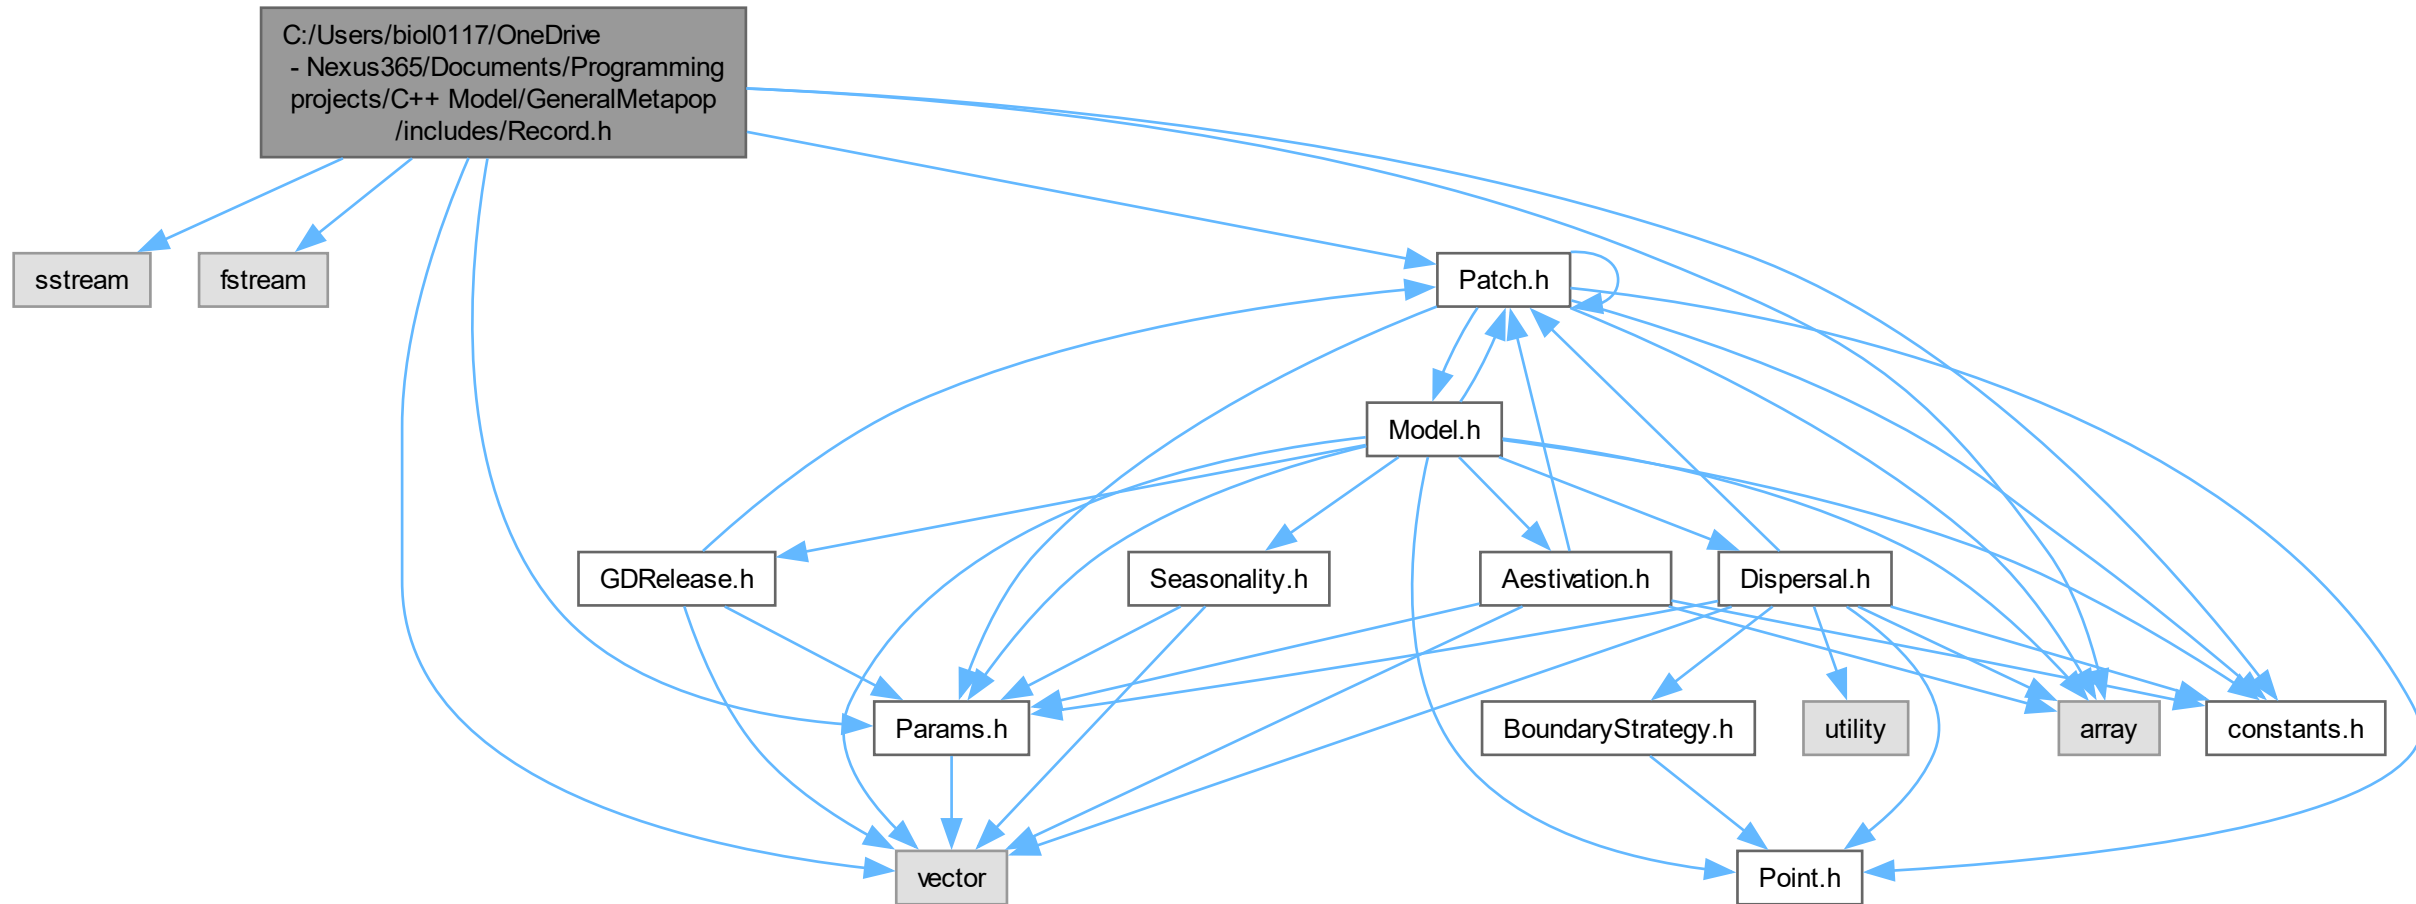 C:/Users/biol0117/OneDrive
- Nexus365/Documents/Programming
projects/C++ Model/GeneralMetapop
/includes/Record.h
sstream
fstream
Patch.h
Model.h
GDRelease.h
Seasonality.h
Aestivation.h
Dispersal.h
Params.h
BoundaryStrategy.h
utility
array
constants.h
vector
Point.h